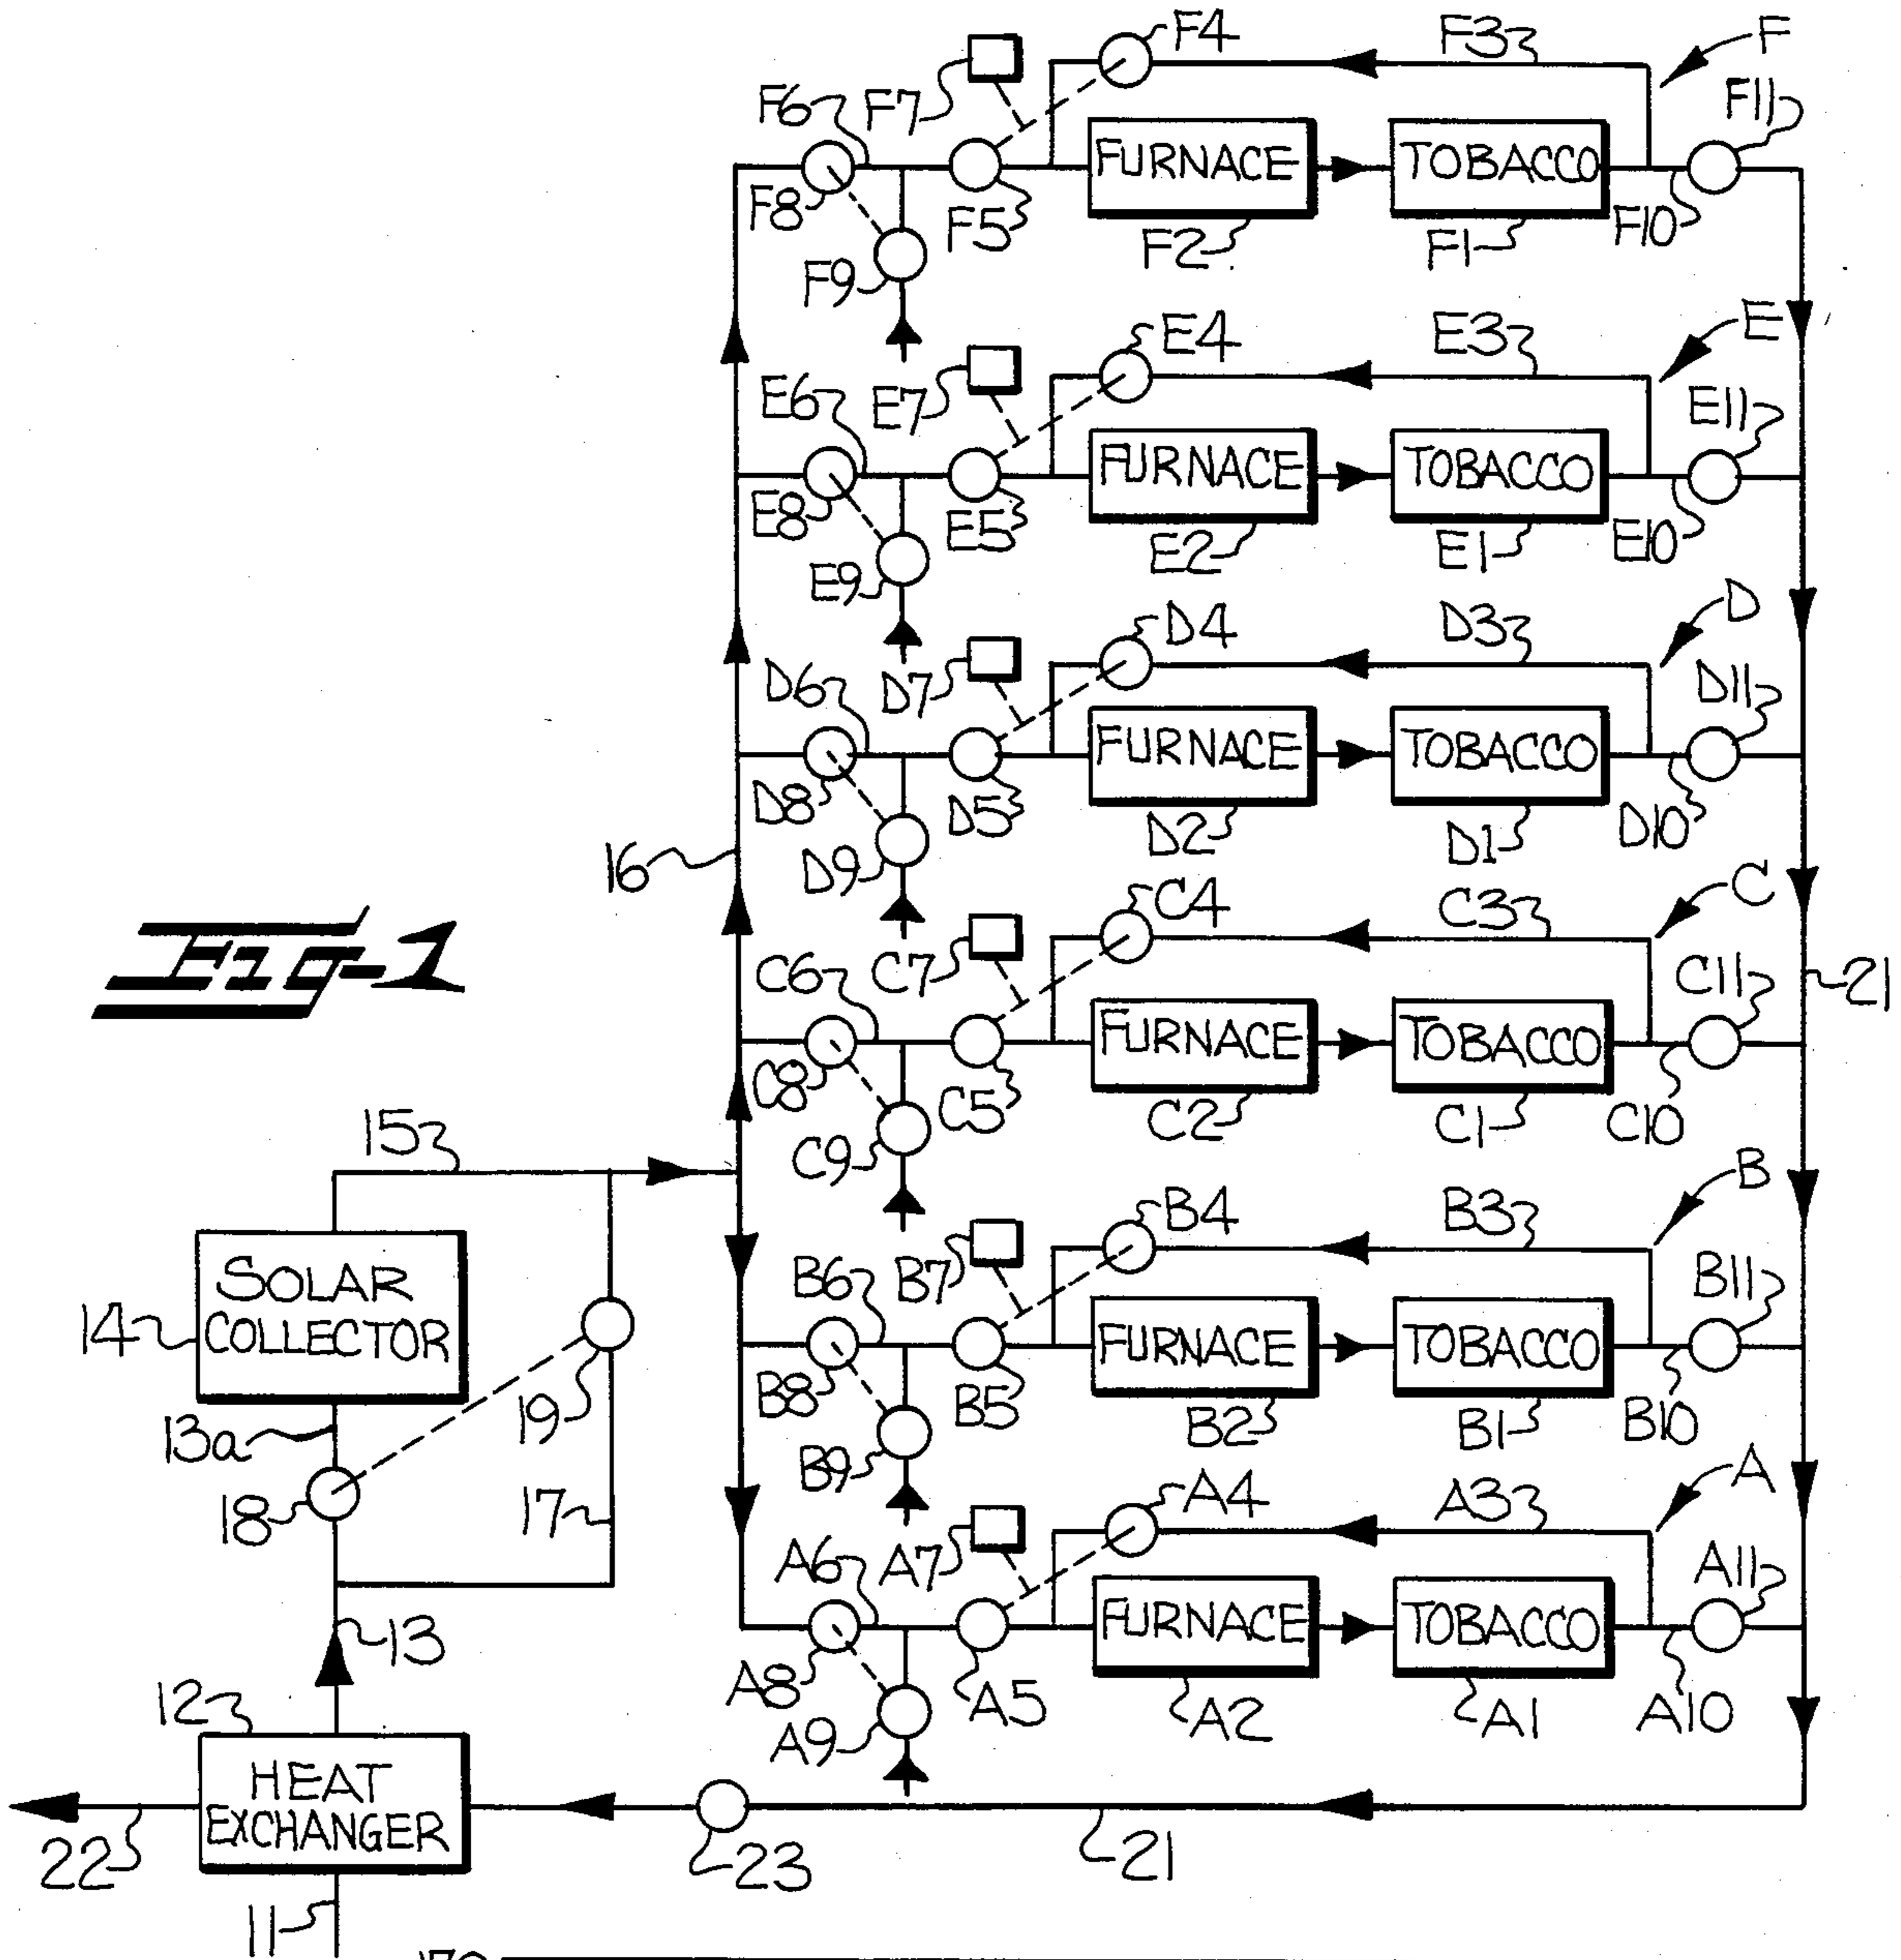 F4
F3
F
F7
F6
F11
FURNACE
TOBACCO
F8
F5
F2
F1
F10
F9
E4
E3
E
E7
E6
E11
FURNACE
TOBACCO
E8
E5
E2
E1
E10
E9
D4
D3
D
D7
D6
D11
FURNACE
TOBACCO
D8
D5
D2
D1
D10
D9
16
C4
C3
C
Fig-1
C7
C6
C11
21
FURNACE
TOBACCO
C8
C5
C2
C1
C10
C9
15
B4
B3
B
B7
B6
B11
SOLAR
COLLECTOR
14
FURNACE
TOBACCO
B8
B5
B2
B1
B10
B9
19
13a
18
17
A4
A3
A
A7
A6
A11
FURNACE
TOBACCO
13
A8
A5
A2
A1
A10
A9
12
HEAT
EXCHANGER
22
23
21
11